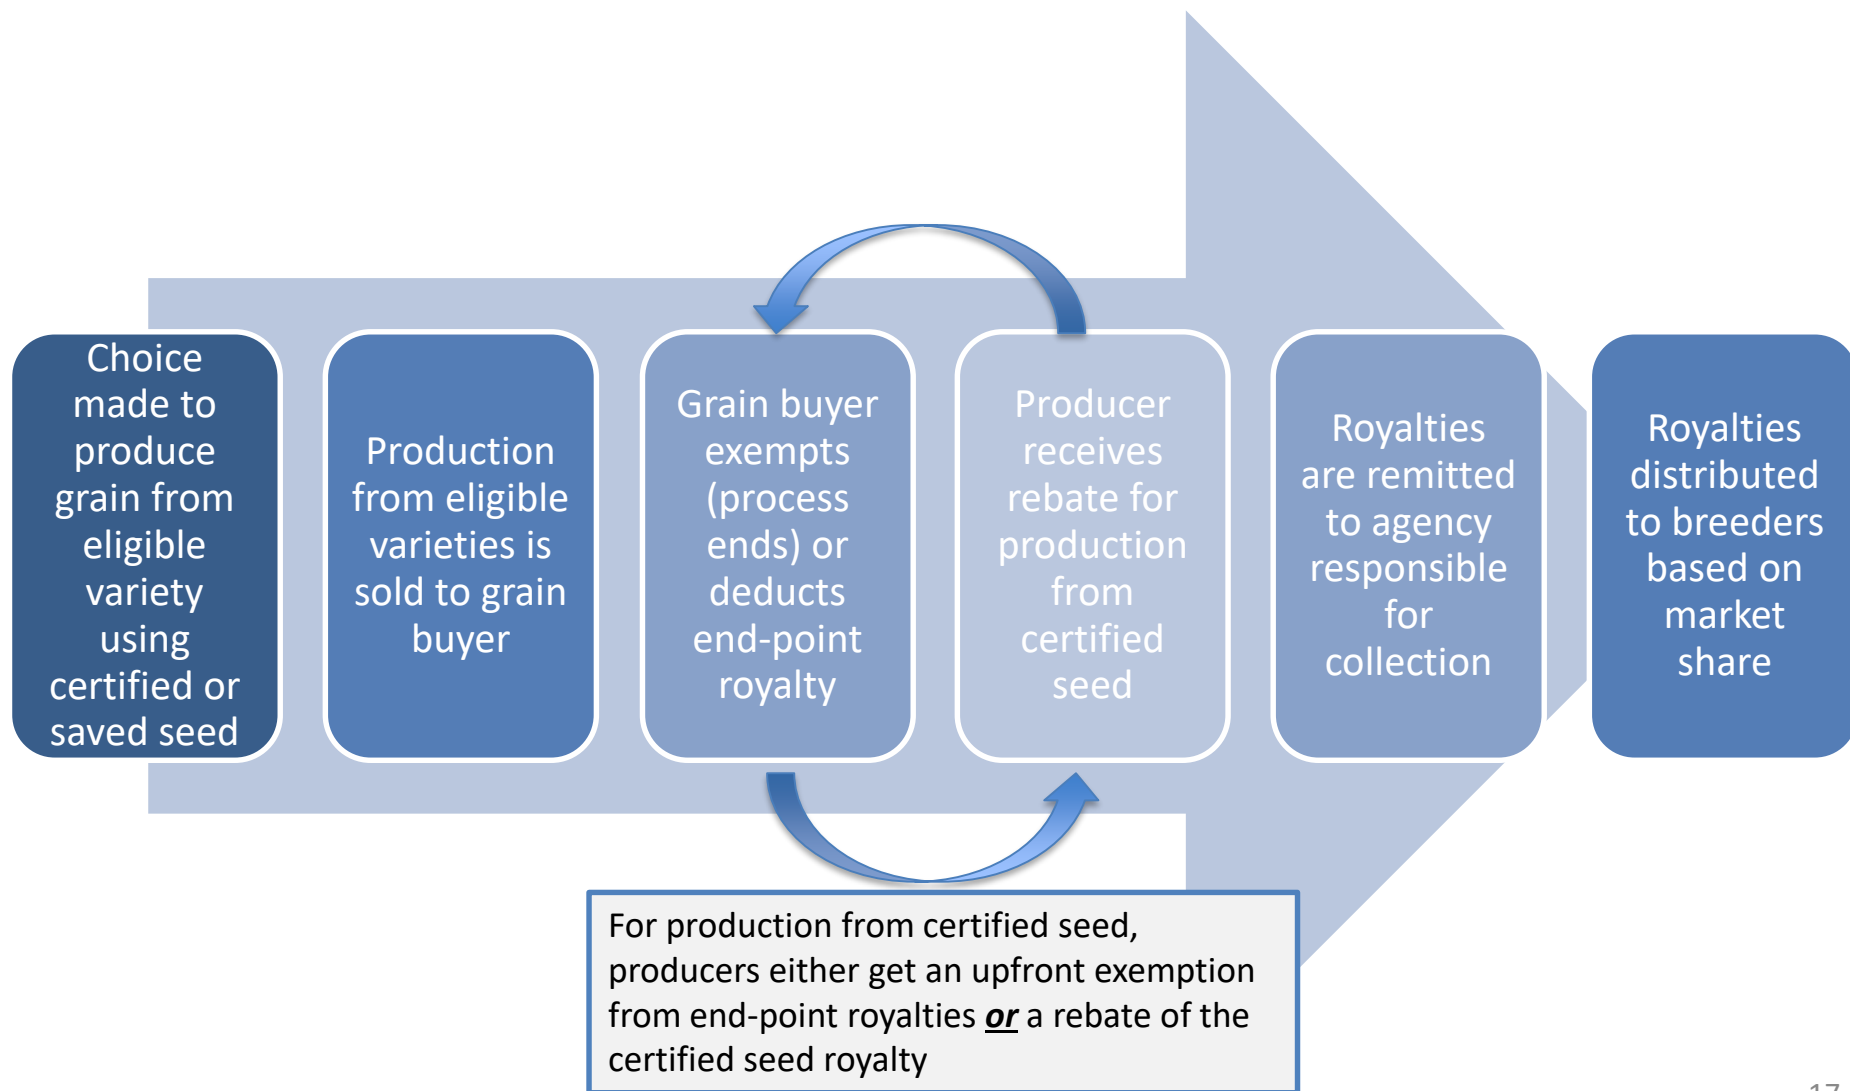 Choice
made to
produce
grain from
eligible
variety
using
certified or
saved seed
Production
from eligible
varieties is
sold to grain
buyer
Grain buyer
exempts
(process
ends) or
deducts
end-point
royalty
Producer
receives
rebate for
production
from
certified
seed
Royalties
are remitted
to agency
responsible
for
collection
Royalties
distributed
to breeders
based on
market
share
For production from certified seed,
producers either get an upfront exemption
from end-point royalties or a rebate of the
certified seed royalty
17